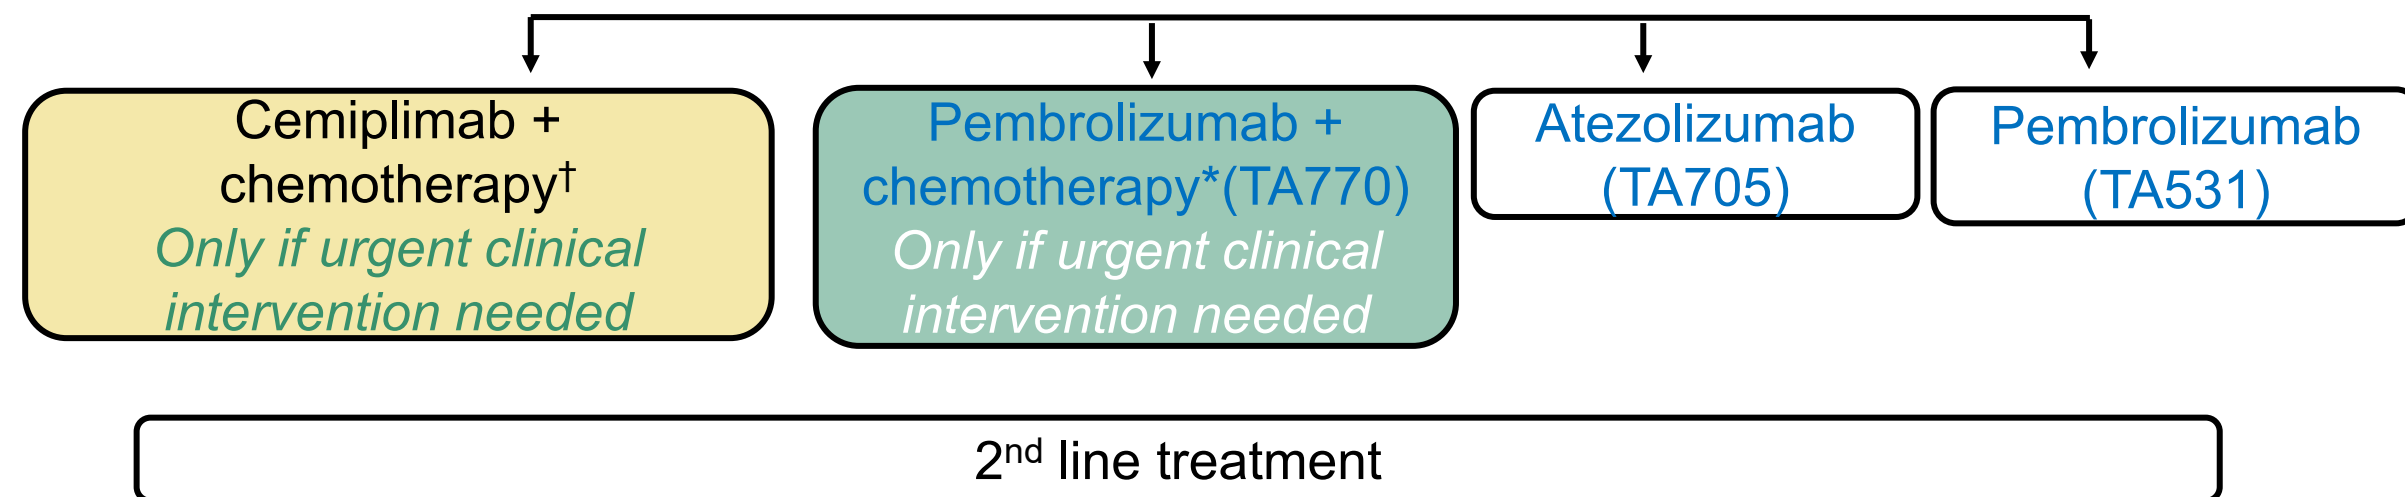 Cemiplimab +
chemotherapy†
Only if urgent clinical
intervention needed
Pembrolizumab +
chemotherapy*(TA770)
Only if urgent clinical
intervention needed
Atezolizumab
(TA705)
Pembrolizumab
(TA531)
2nd line treatment